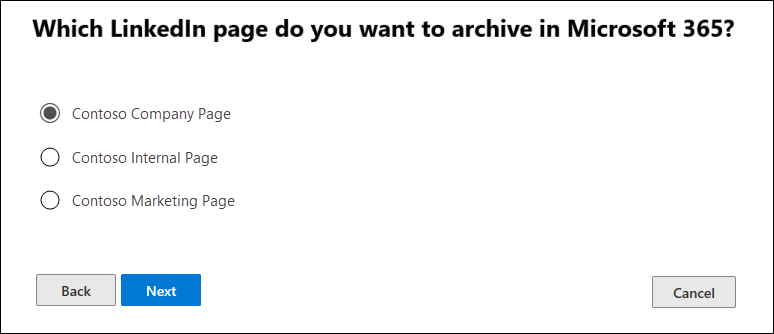 Which LinkedIn page do you want to archive in Microsoft 365?
Contoso Company Page
Contoso Internal Page
Contoso Marketing Page
Back
Next
Cancel